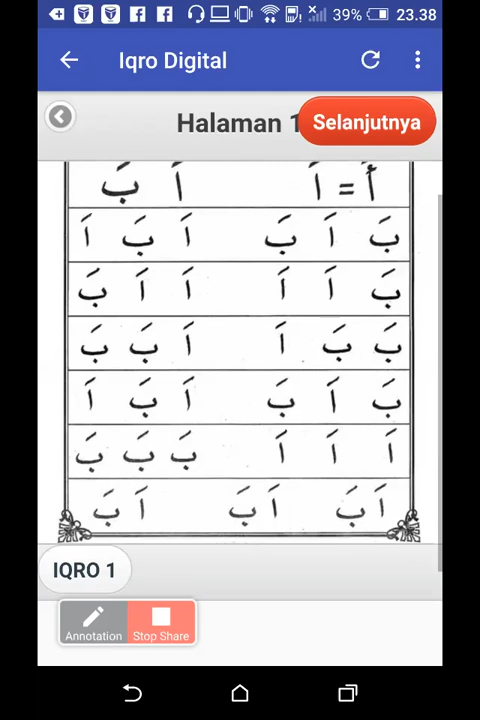 39% 23.38
Iqro Digital
Halaman 1 Selanjutnya
أَ = اَ اَ بَ
بَ اَ بَ اَ بَ اَ
بَ اَ اَ اَ اَ بَ
بَ بَ اَ اَ بَ بَ
بَ اَ بَ اَ بَ اَ
اَ اَ اَ بَ بَ بَ
اَ بَ اَ بَ اَ بَ
IQRO 1
Annotation Stop Share